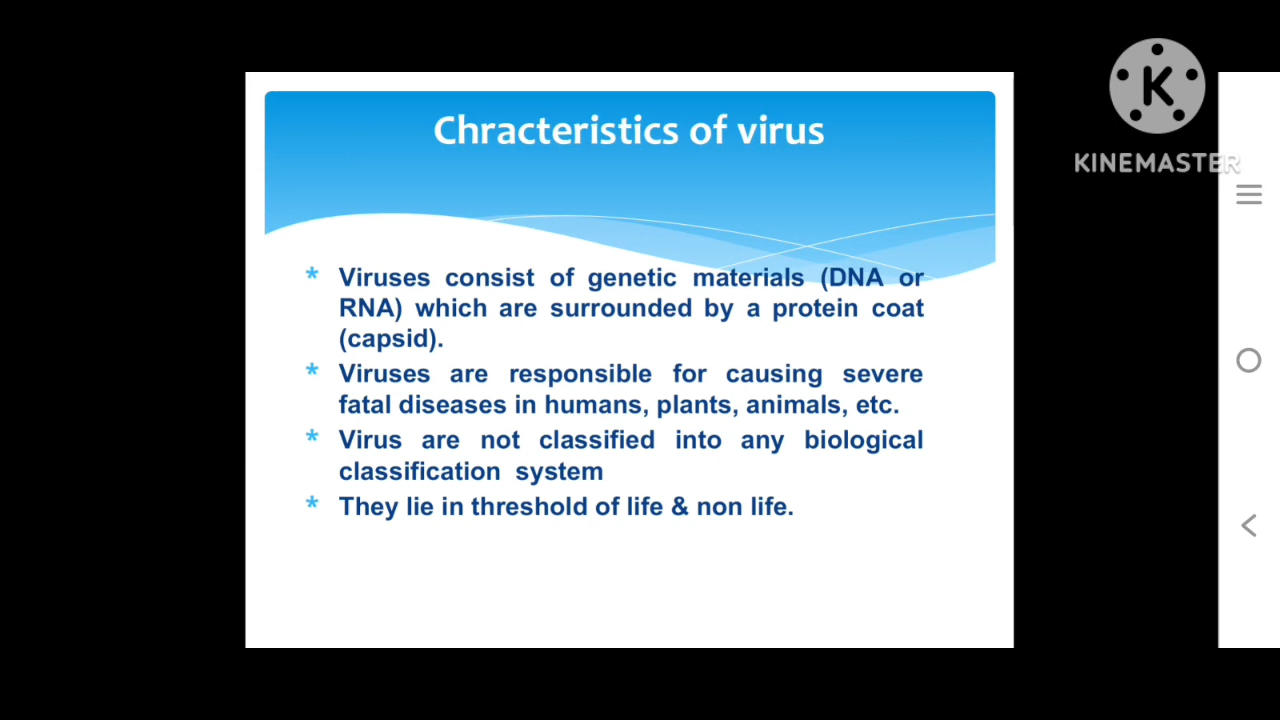 Chracteristics of virus
KINEMASTER
* Viruses consist of genetic materials (DNA or
RNA) which are surrounded by a protein coat
(capsid).
* Viruses are responsible for causing severe
fatal diseases in humans, plants, animals, etc.
* Virus are not classified into any biological
classification system
* They lie in threshold of life & non life.